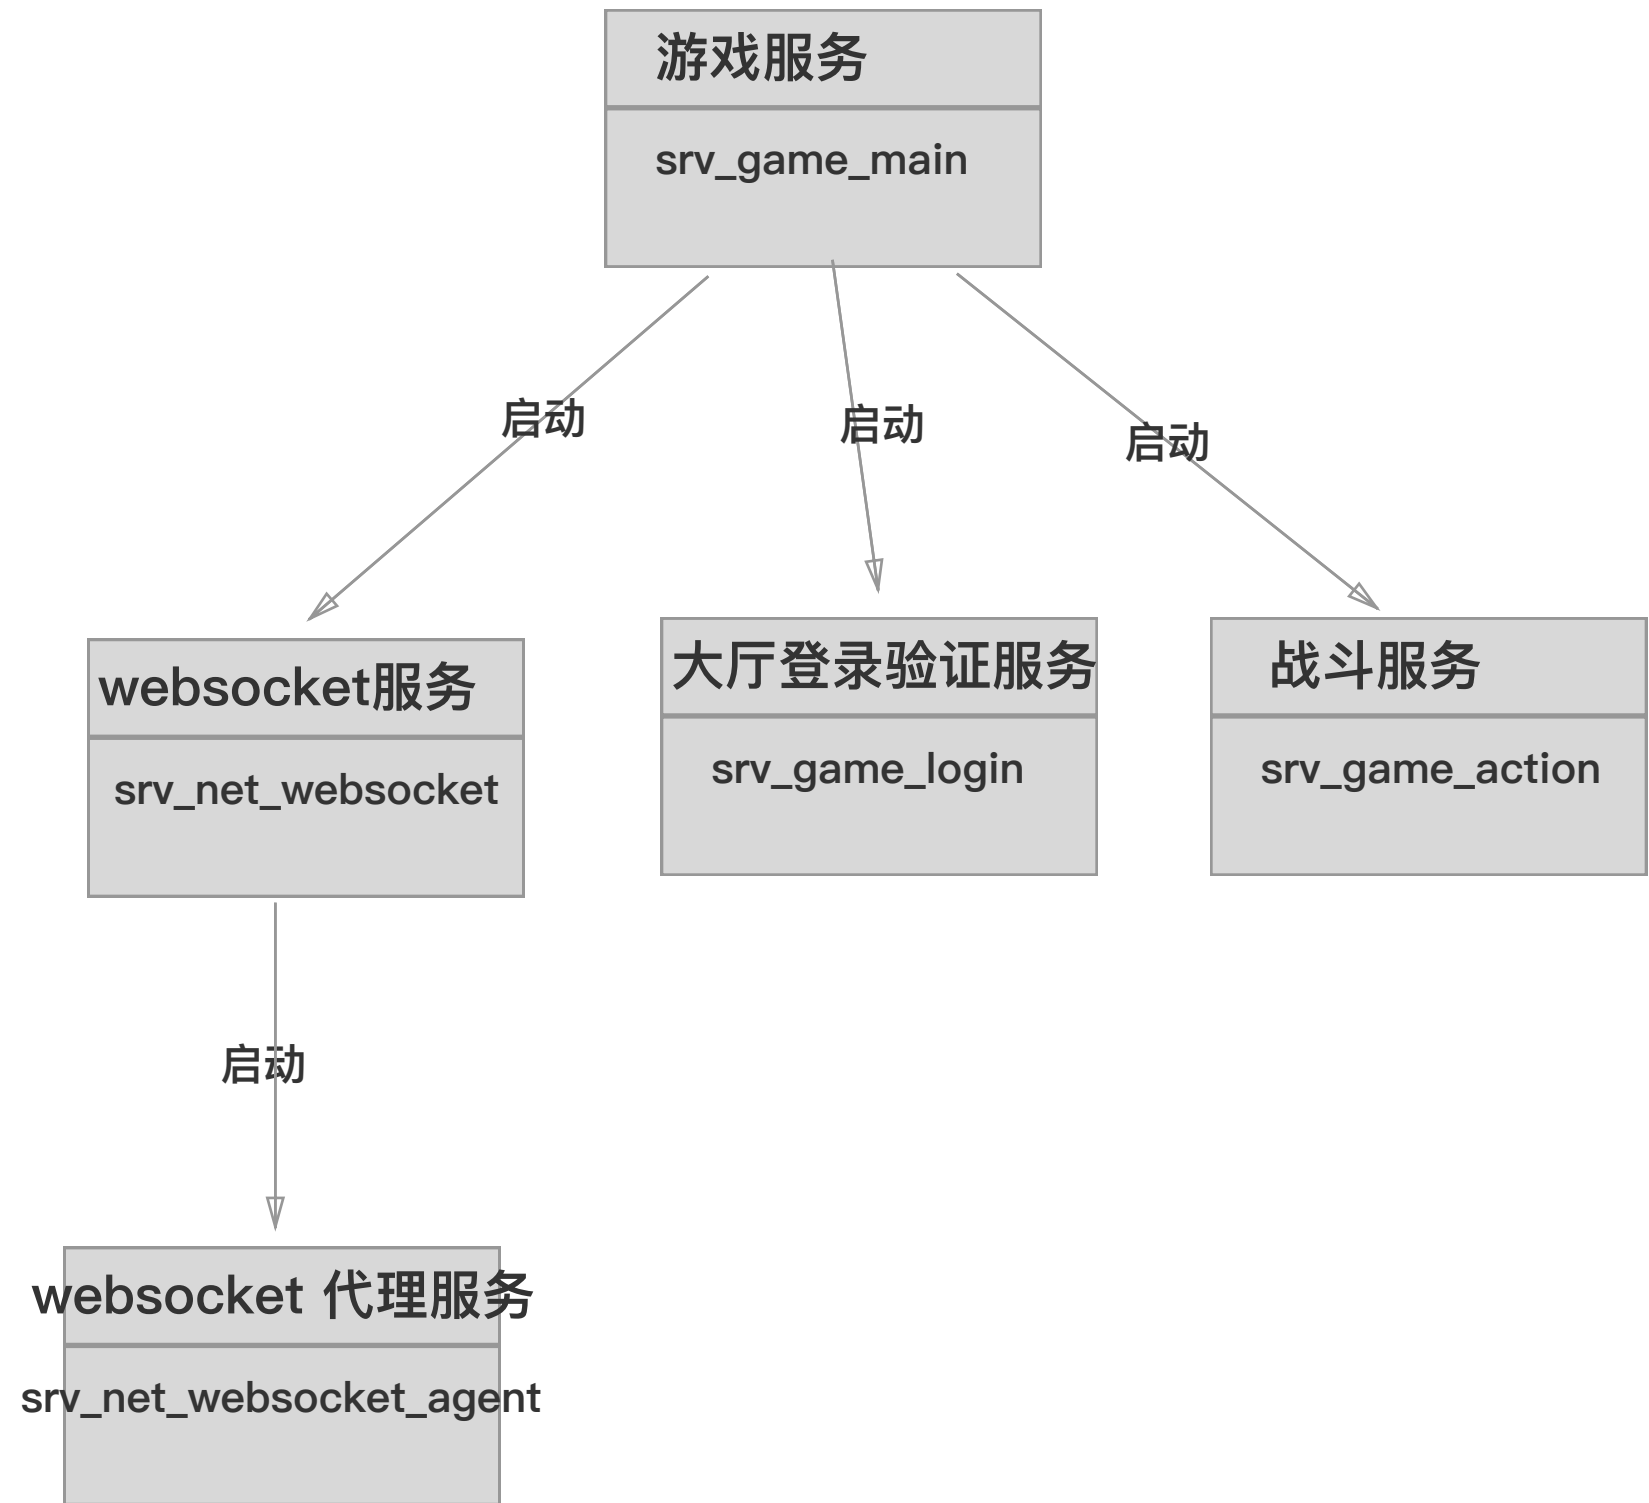 游戏服务
srv_game_main
启动
启动
启动
websocket服务
srv_net_websocket
大厅登录验证服务
srv_game_login
战斗服务
srv_game_action
启动
websocket 代理服务
srv_net_websocket_agent